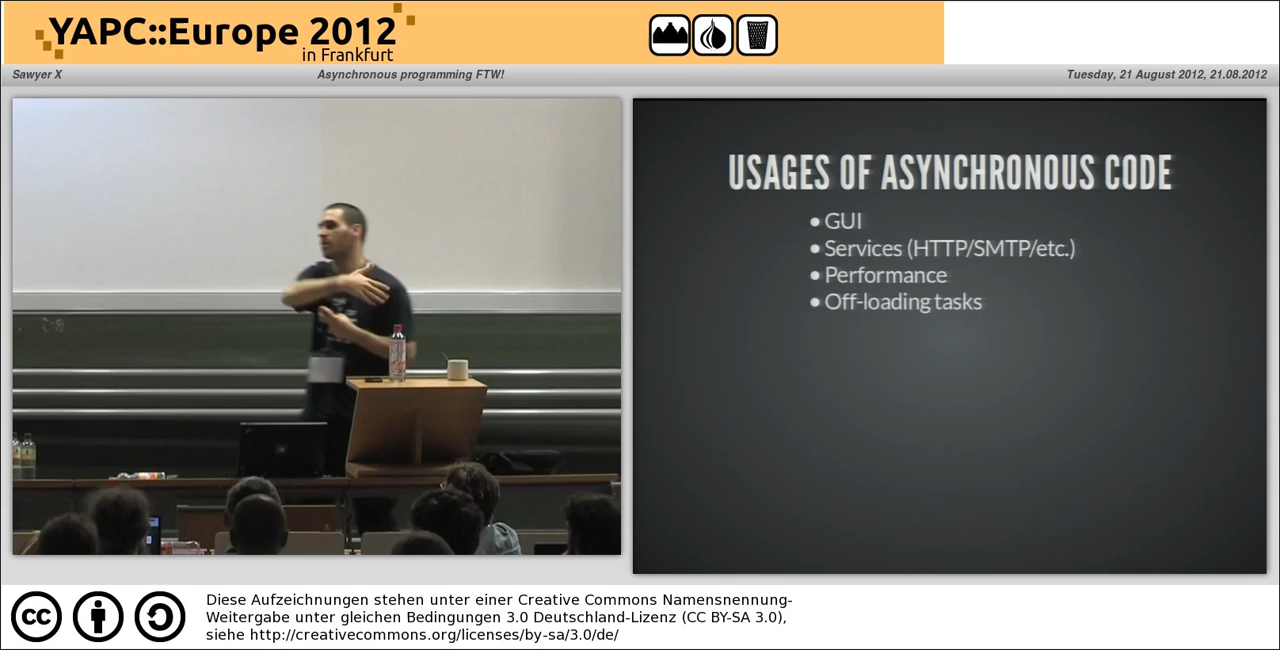 YAPC::Europe 2012
in Frankfurt
Sawyer X
Asynchronous programming FTW!
Tuesday, 21 August 2012, 21.08.2012
USAGES OF ASYNCHRONOUS CODE
• GUI
• Services (HTTP/SMTP/etc.)
• Performance
• Off-loading tasks
cc
Diese Aufzeichnungen stehen unter einer Creative Commons Namensnennung-
Weitergabe unter gleichen Bedingungen 3.0 Deutschland-Lizenz (CC BY-SA 3.0),
siehe http://creativecommons.org/licenses/by-sa/3.0/de/